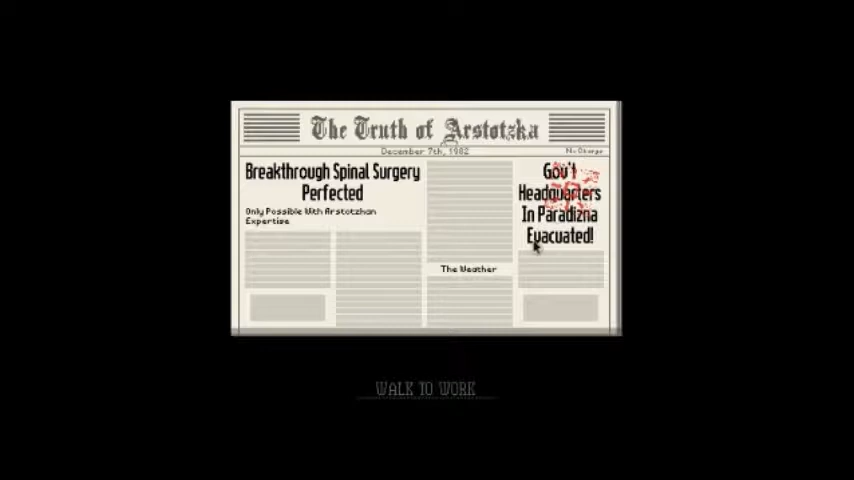 The Truth of Arstotzka
December 7th, 1982
No Charge
Breakthrough Spinal Surgery
Perfected
Only Possible With Arstotzkan
Expertise
The Weather
Gov't
Headquarters
In Paradizna
Evacuated!
WALK TO WORK